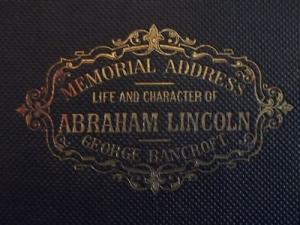 MEMORIAL ADDRESS
LIFE AND CHARACTER OF
ABRAHAM LINCOLN
GEORGE BANCROFT